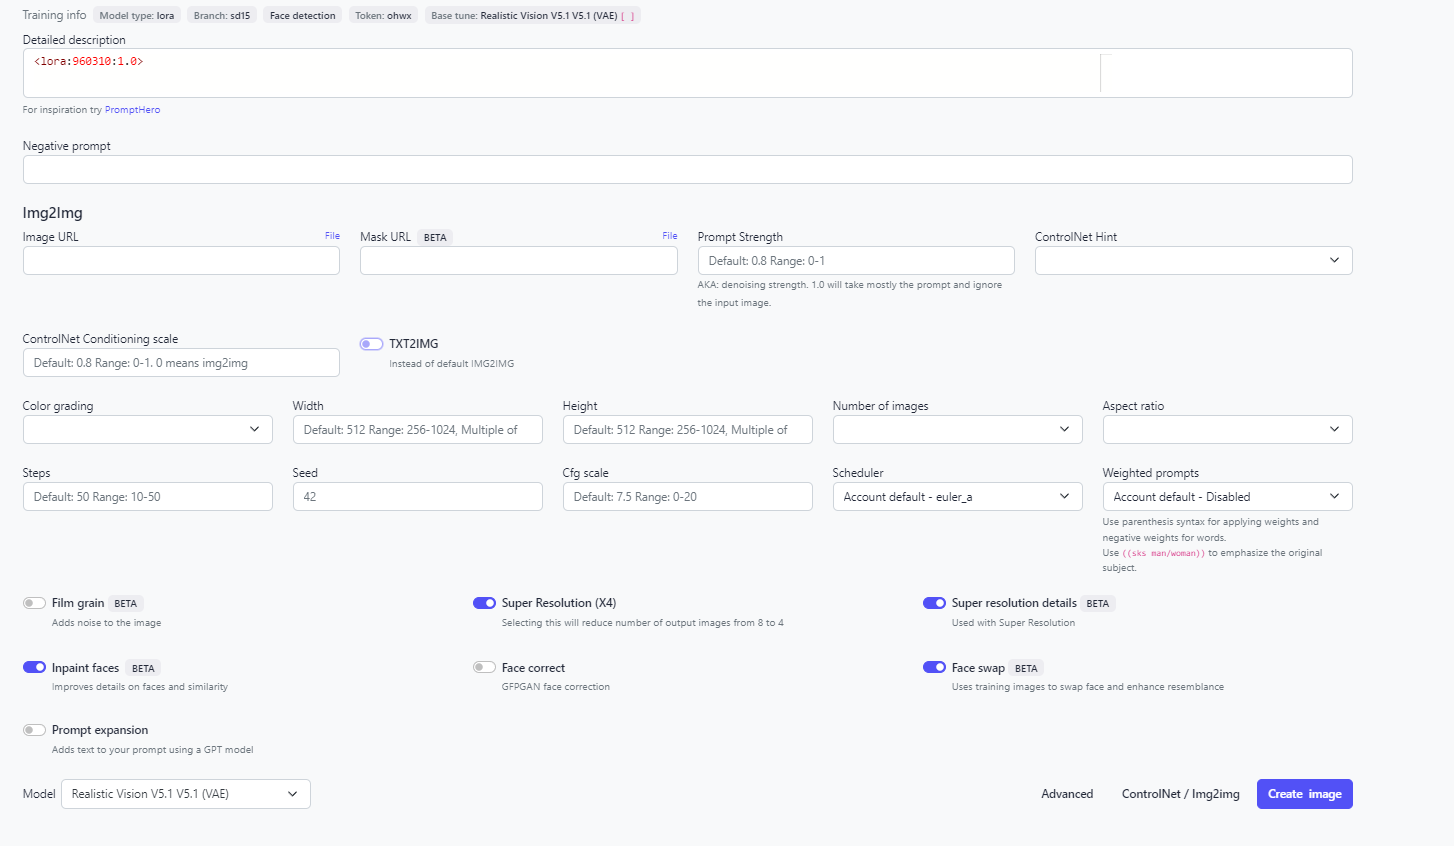 Training info Model type: lora Branch: sd15 Face detection Token: ohwx Base tune: Realistic Vision V5.1 V5.1 (VAE) [ ]
Detailed description
<lora:960310:1.0>
For inspiration try PromptHero
Negative prompt
Img2Img
Image URL File Mask URL BETA File Prompt Strength ControlNet Hint
Default: 0.8 Range: 0-1
AKA: denoising strength. 1.0 will take mostly the prompt and ignore
the input image.
ControlNet Conditioning scale TXT2IMG
Default: 0.8 Range: 0-1. 0 means img2img Instead of default IMG2IMG
Color grading Width Height Number of images Aspect ratio
Default: 512 Range: 256-1024, Multiple of Default: 512 Range: 256-1024, Multiple of
Steps Seed Cfg scale Scheduler Weighted prompts
Default: 50 Range: 10-50 42 Default: 7.5 Range: 0-20 Account default - euler_a Account default - Disabled
Use parenthesis syntax for applying weights and
negative weights for words.
Use ((sks man/woman)) to emphasize the original
subject.
Film grain BETA Super Resolution (X4) Super resolution details BETA
Adds noise to the image Selecting this will reduce number of output images from 8 to 4 Used with Super Resolution
Inpaint faces BETA Face correct Face swap BETA
Improves details on faces and similarity GFPGAN face correction Uses training images to swap face and enhance resemblance
Prompt expansion
Adds text to your prompt using a GPT model
Model Realistic Vision V5.1 V5.1 (VAE) Advanced ControlNet / Img2img Create image